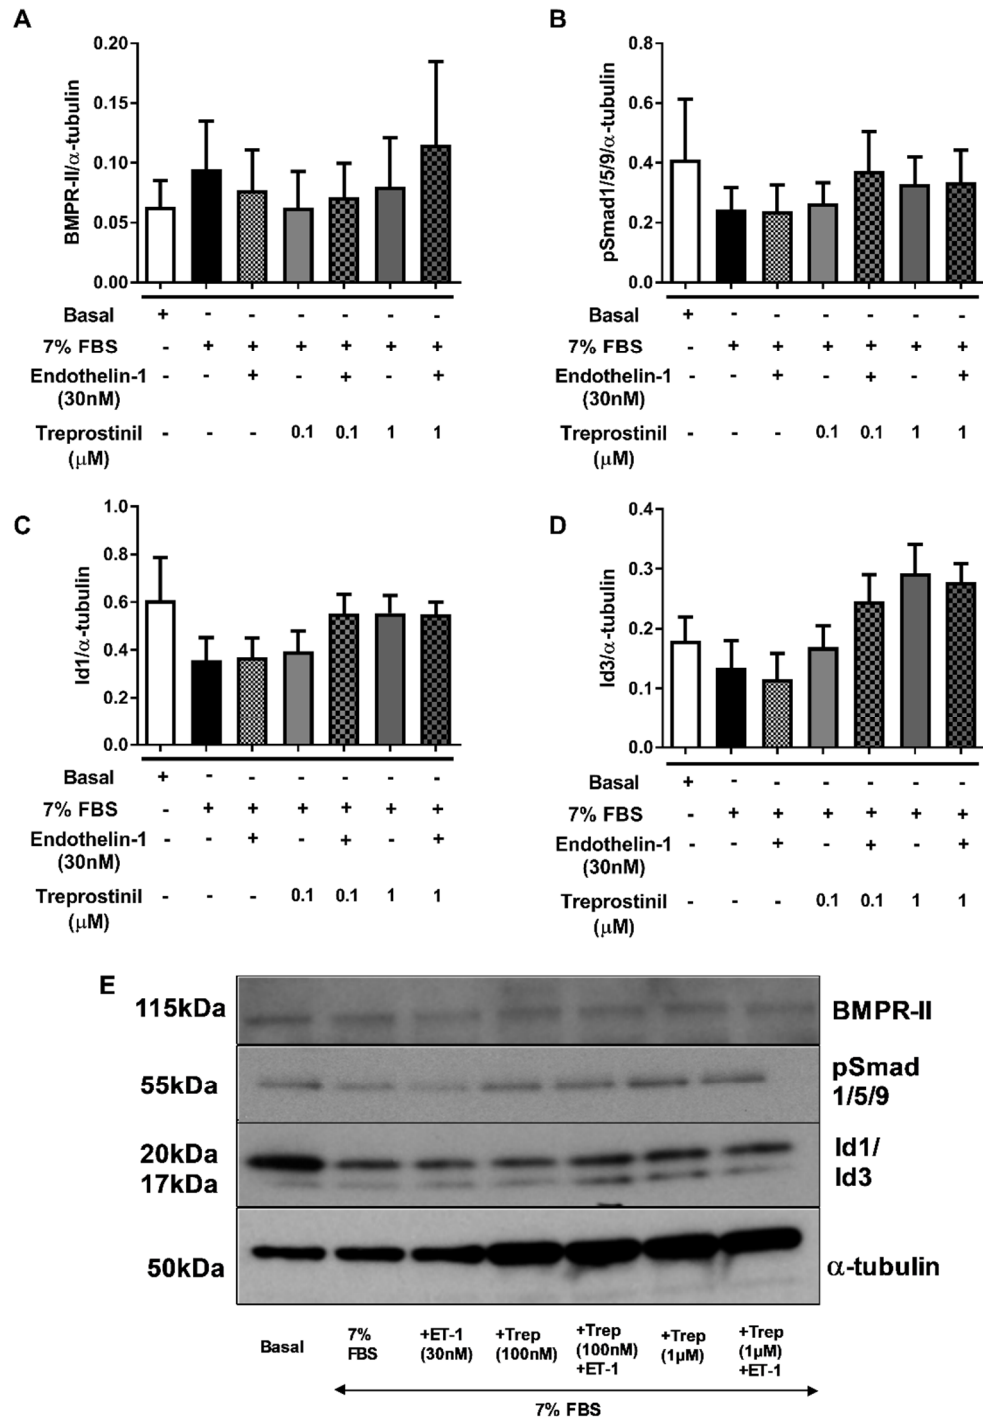 A
BMPR-II/α-tubulin
0.20
0.15
0.10
0.05
0.00
Basal + - - - - - -
7% FBS - + + + + + +
Endothelin-1 - - + - + - +
(30nM)
Treprostinil - - - 0.1 0.1 1 1
(μM)
B
pSmad1/5/9/α-tubulin
0.8
0.6
0.4
0.2
0.0
Basal + - - - - - -
7% FBS - + + + + + +
Endothelin-1 - - + - + - +
(30nM)
Treprostinil - - - 0.1 0.1 1 1
(μM)
C
Id1/α-tubulin
1.0
0.8
0.6
0.4
0.2
0.0
Basal + - - - - - -
7% FBS - + + + + + +
Endothelin-1 - - + - + - +
(30nM)
Treprostinil - - - 0.1 0.1 1 1
(μM)
D
Id3/α-tubulin
0.4
0.3
0.2
0.1
0.0
Basal + - - - - - -
7% FBS - + + + + + +
Endothelin-1 - - + - + - +
(30nM)
Treprostinil - - - 0.1 0.1 1 1
(μM)
E
115kDa
BMPR-II
55kDa
pSmad
1/5/9
20kDa
17kDa
Id1/
Id3
50kDa
α-tubulin
Basal
7%
FBS
+ET-1
(30nM)
+Trep
(100nM)
+Trep
(100nM)
+ET-1
+Trep
(1μM)
+Trep
(1μM)
+ET-1
7% FBS